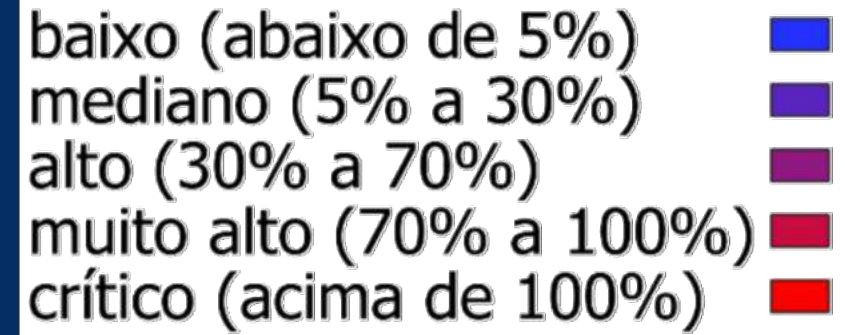 baixo (abaixo de 5%)
mediano (5% a 30%)
alto (30% a 70%)
muito alto (70% a 100%)
crítico (acima de 100%)